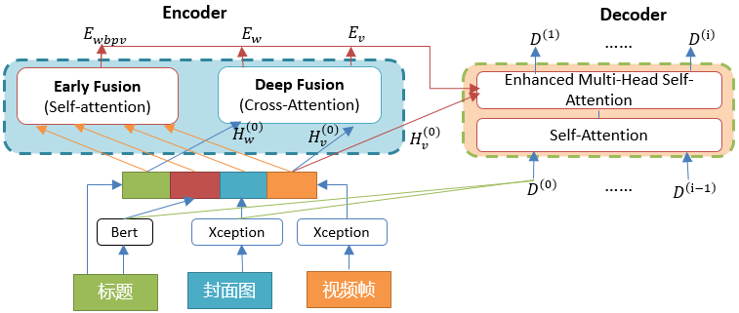 Encoder
Decoder
E_{wbpv}
E_w
E_v
D^{(1)}
......
D^{(i)}
Early Fusion
(Self-attention)
Deep Fusion
(Cross-Attention)
Enhanced Multi-Head Self-
Attention
Self-Attention
H_w^{(0)}
H_v^{(0)}
H_v^{(0)}
D^{(0)}
......
D^{(i-1)}
Bert
Xception
Xception
标题
封面图
视频帧